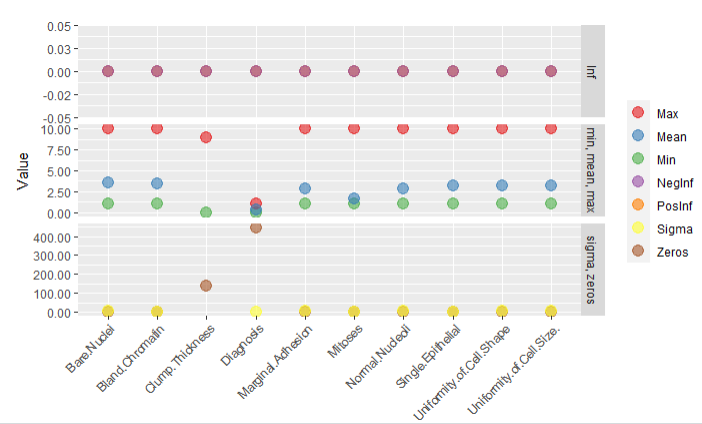 0.05
0.03
0.00
-0.02
-0.05
Inf
10.00
7.50
5.00
2.50
0.00
min, mean, max
400.00
300.00
200.00
100.00
0.00
sigma, zeros
Value
Bare.Nuclei
Bland.Chromatin
Clump.Thickness
Diagnosis
Marginal.Adhesion
Mitoses
Normal.Nucleoli
Single.Epithelial
Uniformity.of.Cell.Shape
Uniformity.of.Cell.Size.
Max
Mean
Min
NegInf
PosInf
Sigma
Zeros